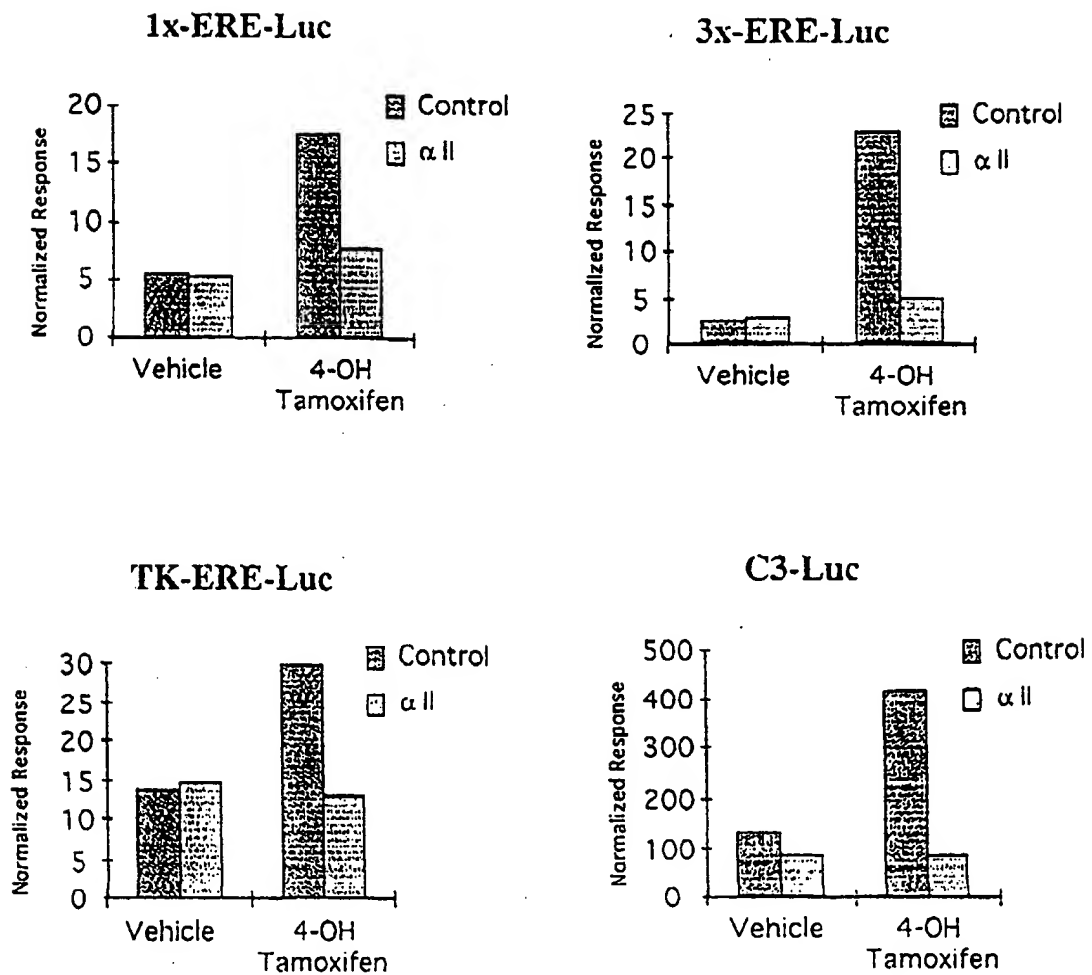 1x-ERE-Luc
Normalized Response
20
15
10
5
0
Control
α II
Vehicle
4-OH
Tamoxifen
3x-ERE-Luc
Normalized Response
25
20
15
10
5
0
Control
α II
Vehicle
4-OH
Tamoxifen
TK-ERE-Luc
Normalized Response
30
25
20
15
10
5
0
Control
α II
Vehicle
4-OH
Tamoxifen
C3-Luc
Normalized Response
500
400
300
200
100
0
Control
α II
Vehicle
4-OH
Tamoxifen